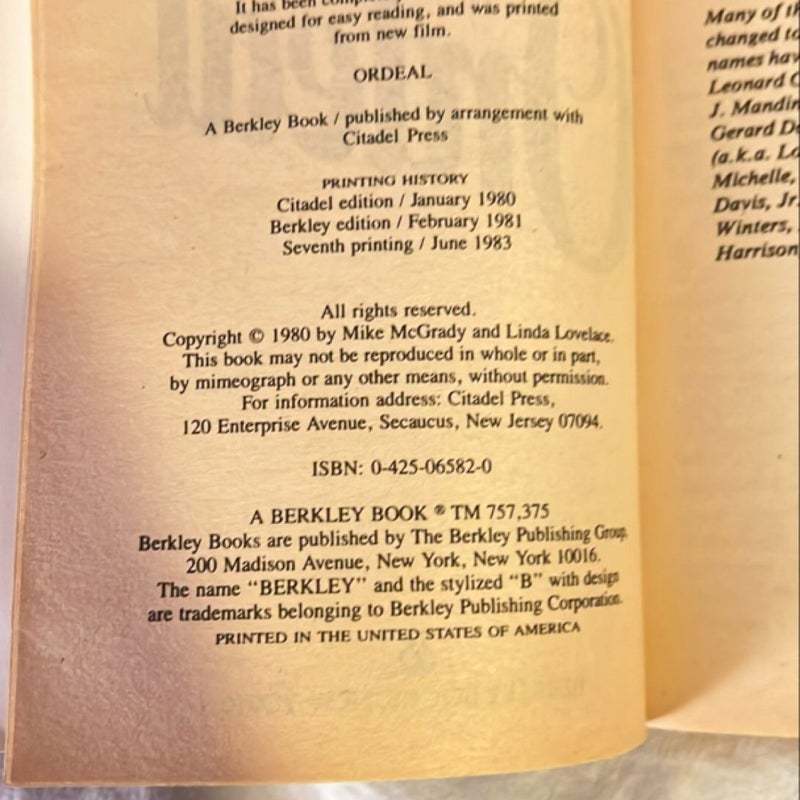 It has been
designed for easy reading, and was printed
from new film.
ORDEAL
A Berkley Book / published by arrangement with
Citadel Press
PRINTING HISTORY
Citadel edition / January 1980
Berkley edition / February 1981
Seventh printing / June 1983
All rights reserved.
Copyright © 1980 by Mike McGrady and Linda Lovelace.
This book may not be reproduced in whole or in part,
by mimeograph or any other means, without permission.
For information address: Citadel Press,
120 Enterprise Avenue, Secaucus, New Jersey 07094.
ISBN: 0-425-06582-0
A BERKLEY BOOK ® TM 757,375
Berkley Books are published by The Berkley Publishing Group,
200 Madison Avenue, New York, New York 10016.
The name “BERKLEY” and the stylized “B” with design
are trademarks belonging to Berkley Publishing Corporation.
PRINTED IN THE UNITED STATES OF AMERICA
Many of
changed to
names
Leonard
J.
Gerard
(a.k.a.
Michelle,
Davis, Jr.
Winters,
Harrison